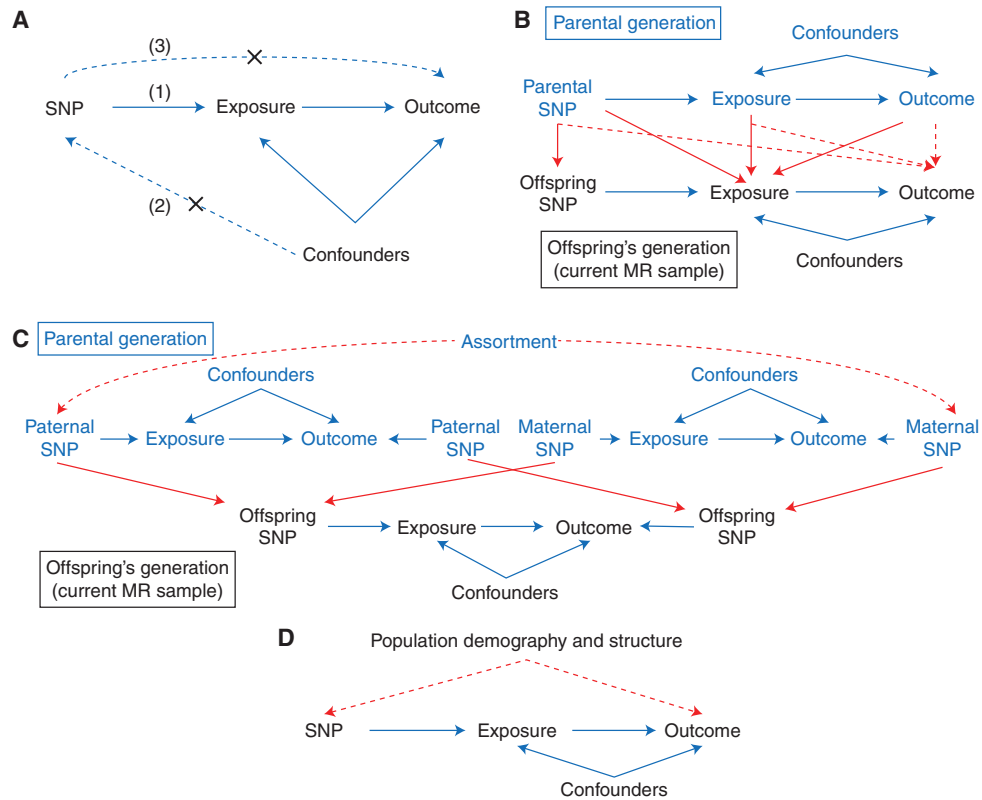 A
(3)
SNP
(1)
Exposure
Outcome
(2)
Confounders
B
Parental generation
Confounders
Parental
SNP
Exposure
Outcome
Offspring
SNP
Exposure
Outcome
Offspring's generation
(current MR sample)
Confounders
C
Parental generation
Assortment
Confounders
Confounders
Paternal
SNP
Exposure
Outcome
Paternal
SNP
Maternal
SNP
Exposure
Outcome
Maternal
SNP
Offspring
SNP
Exposure
Outcome
Offspring
SNP
Offspring's generation
(current MR sample)
Confounders
D
Population demography and structure
SNP
Exposure
Outcome
Confounders